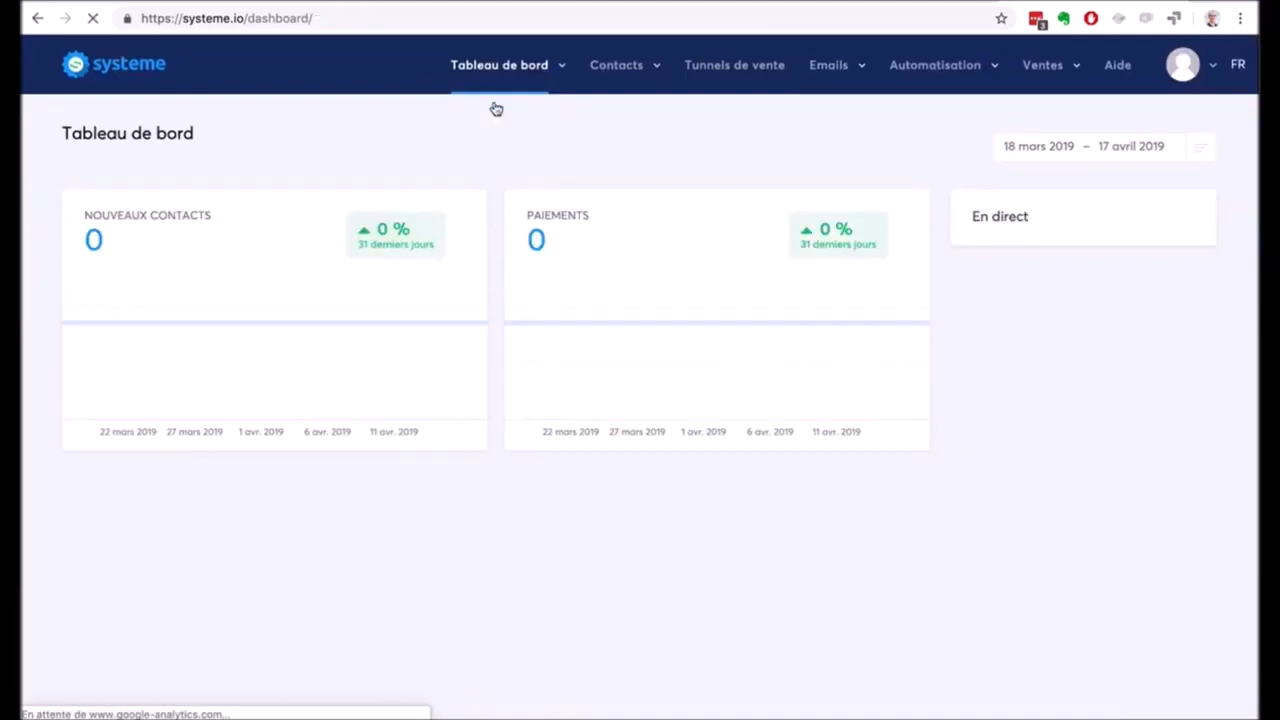 https://systeme.io/dashboard/
3
systeme
Tableau de bord
Contacts
Tunnels de vente
Emails
Automatisation
Ventes
Aide
FR
Tableau de bord
18 mars 2019 – 17 avril 2019
NOUVEAUX CONTACTS
0
0 %
31 derniers jours
22 mars 2019 27 mars 2019 1 avr. 2019 6 avr. 2019 11 avr. 2019
PAIEMENTS
0
0 %
31 derniers jours
22 mars 2019 27 mars 2019 1 avr. 2019 6 avr. 2019 11 avr. 2019
En direct
En attente de www.google-analytics.com...